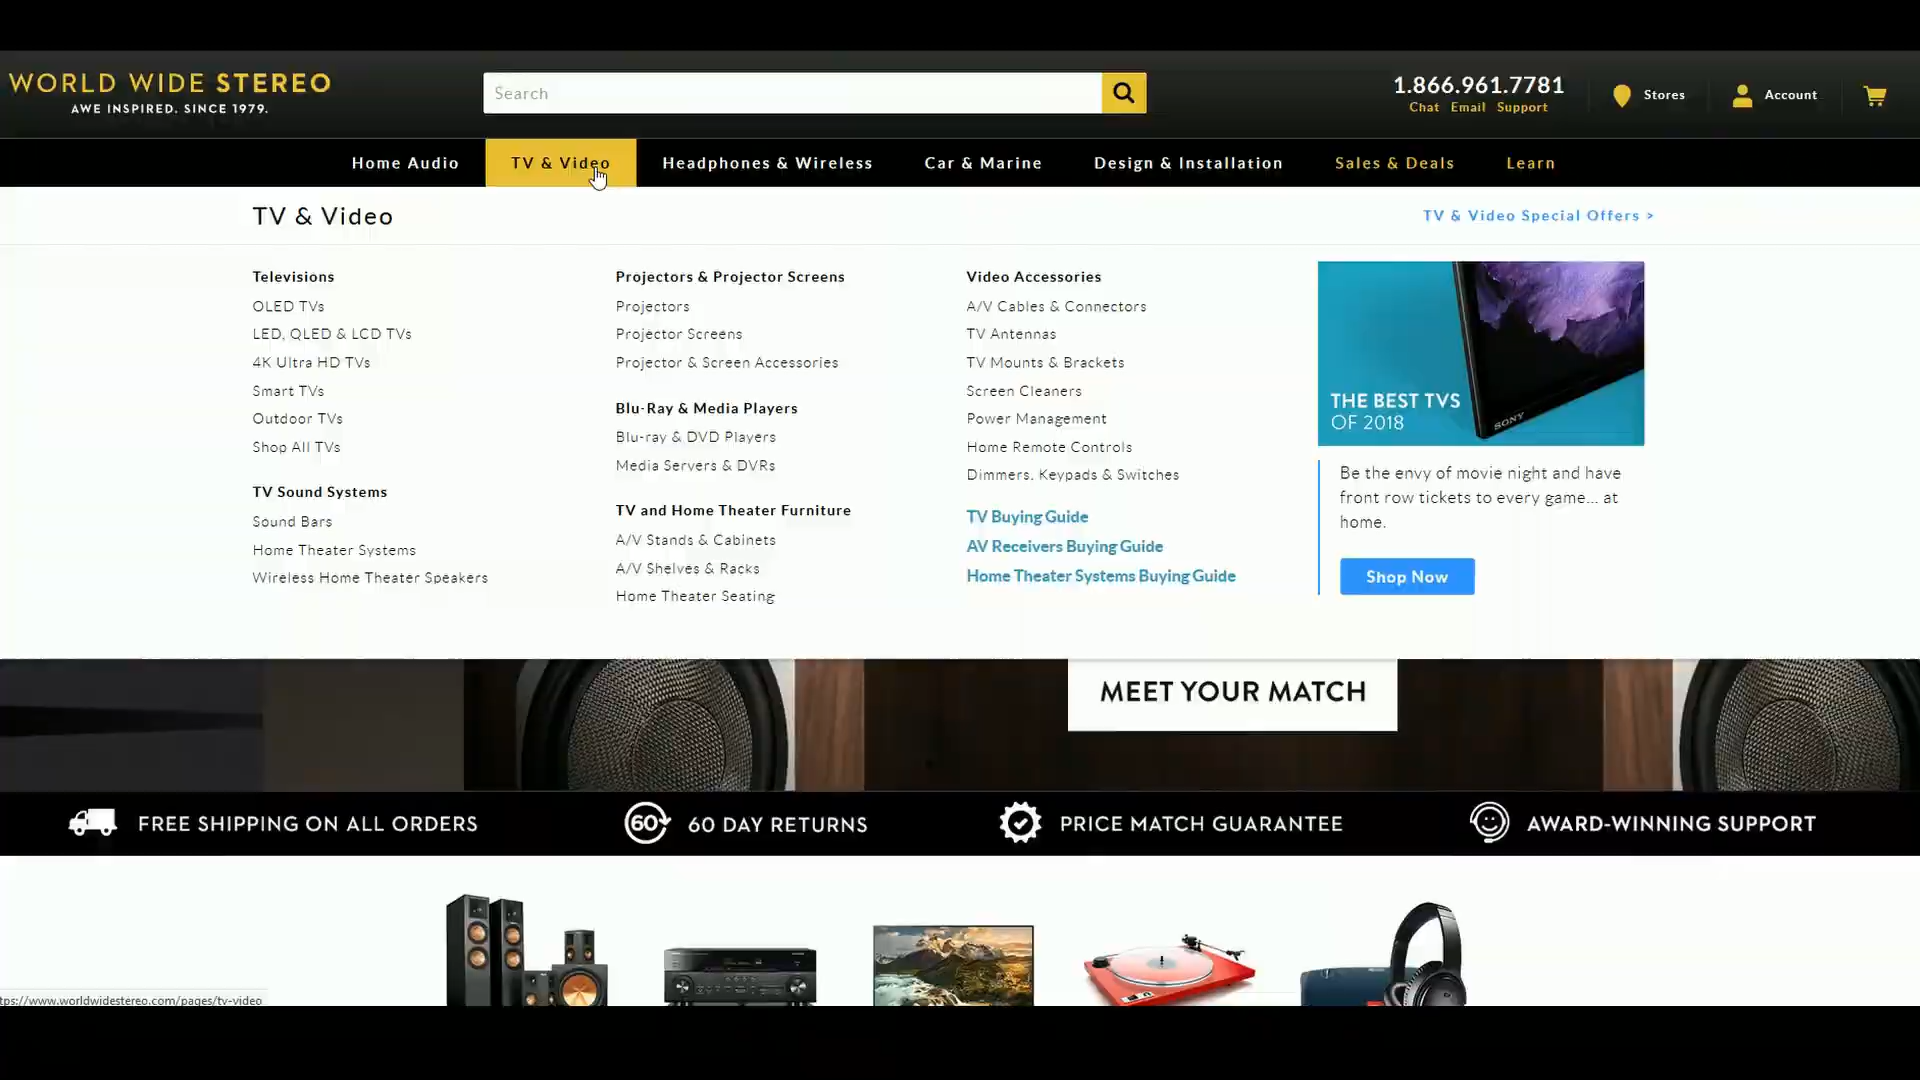 WORLD WIDE STEREO
AWE INSPIRED. SINCE 1979.
Search
1.866.961.7781
Chat Email Support
Stores
Account
Home Audio
TV & Video
Headphones & Wireless
Car & Marine
Design & Installation
Sales & Deals
Learn
TV & Video
TV & Video Special Offers >
Televisions
OLED TVs
LED, QLED & LCD TVs
4K Ultra HD TVs
Smart TVs
Outdoor TVs
Shop All TVs
TV Sound Systems
Sound Bars
Home Theater Systems
Wireless Home Theater Speakers
Projectors & Projector Screens
Projectors
Projector Screens
Projector & Screen Accessories
Blu-Ray & Media Players
Blu-ray & DVD Players
Media Servers & DVRs
TV and Home Theater Furniture
A/V Stands & Cabinets
A/V Shelves & Racks
Home Theater Seating
Video Accessories
A/V Cables & Connectors
TV Antennas
TV Mounts & Brackets
Screen Cleaners
Power Management
Home Remote Controls
Dimmers, Keypads & Switches
TV Buying Guide
AV Receivers Buying Guide
Home Theater Systems Buying Guide
THE BEST TVS
OF 2018
SONY
Be the envy of movie night and have
front row tickets to every game... at
home.
Shop Now
MEET YOUR MATCH
FREE SHIPPING ON ALL ORDERS
60
60 DAY RETURNS
PRICE MATCH GUARANTEE
AWARD-WINNING SUPPORT
tps://www.worldwidestereo.com/pages/tv-video